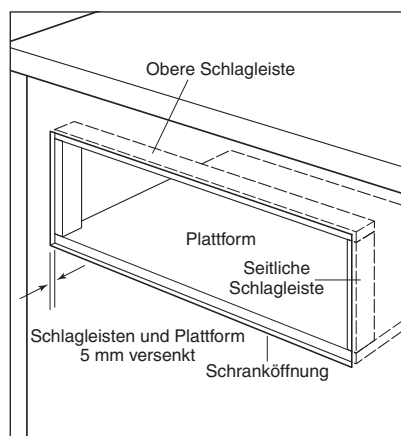 Obere Schlagleiste
Plattform
Seitliche
Schlagleiste
Schlagleisten und Plattform
5 mm versenkt
Schranköffnung